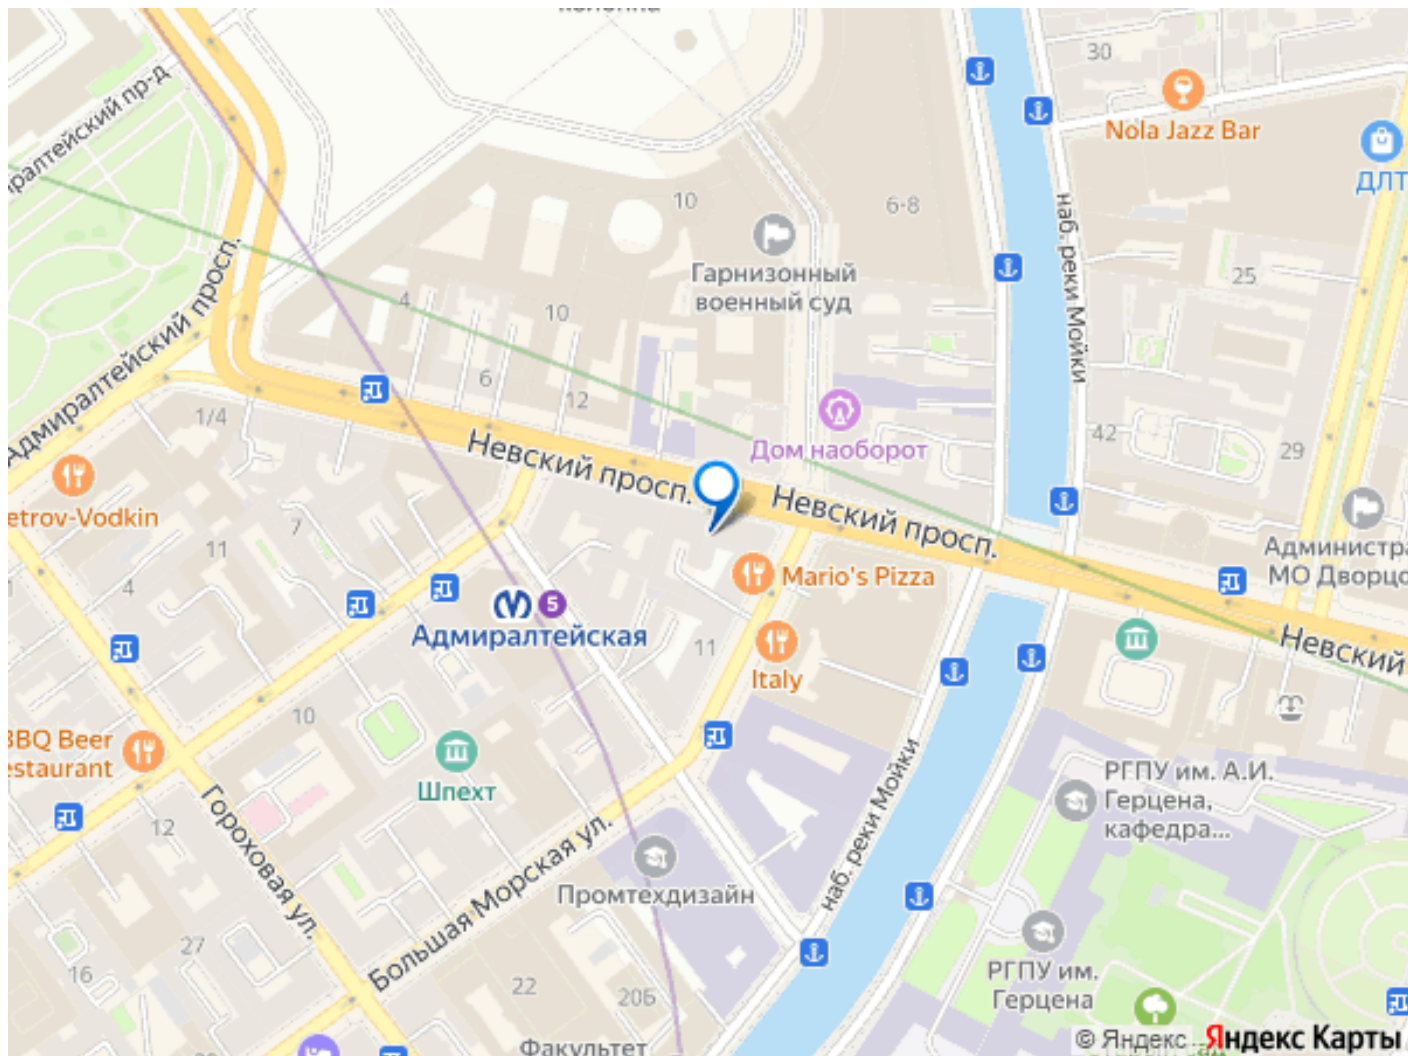 колонна
30
Nola Jazz Bar
ДЛТ
Адмиралтейский просп.
наб. реки Мойки
10
6-8
Гарнизонный
военный суд
25
4
10
6
12
1/4
Дом наоборот
42
29
Невский просп.
Невский просп.
Невский
etrov-Vodkin
7
11
4
Mario's Pizza
Администра
МО Дворцо
5
Адмиралтейская
11
Italy
10
BBQ Beer
estaurant
Шпехт
12
Гороховая ул.
Большая Морская ул.
Промтехдизайн
наб. реки Мойки
РГПУ им. А.И.
Герцена,
кафедра...
27
16
22
20Б
РГПУ им.
Герцена
Факультет
© Яндекс
Яндекс Карты